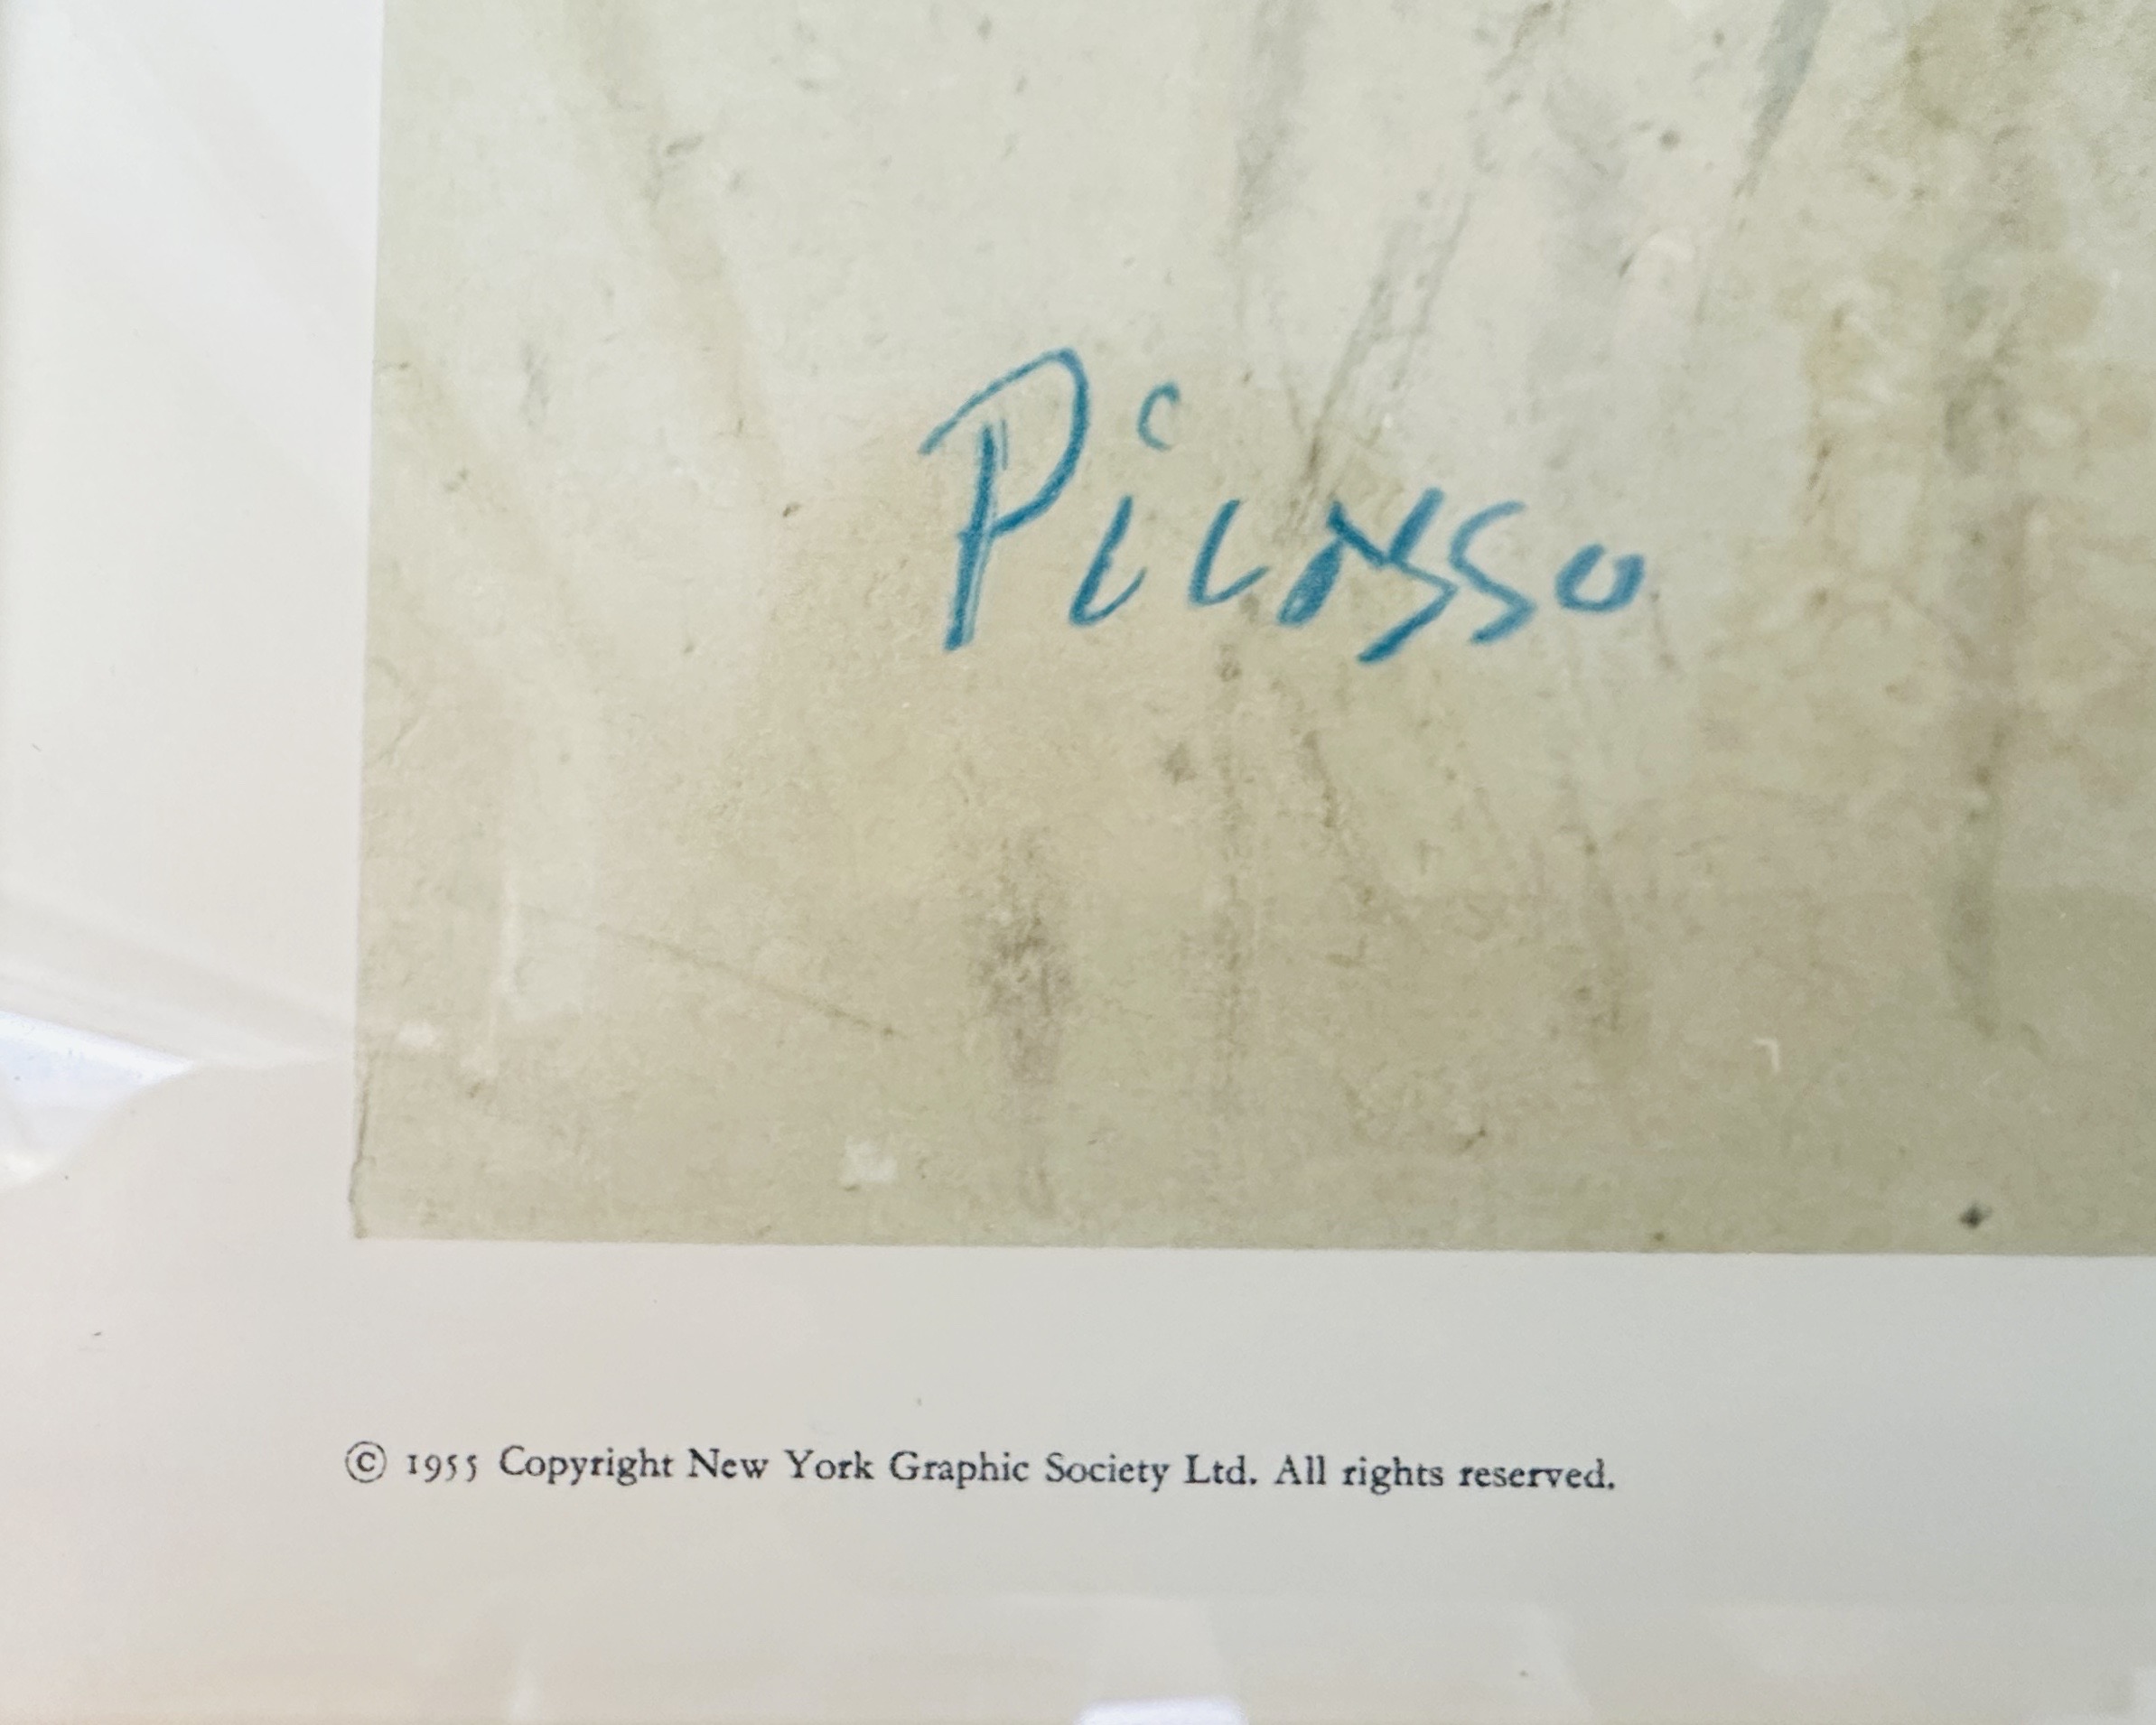 Picasso
© 1955 Copyright New York Graphic Society Ltd. All rights reserved.